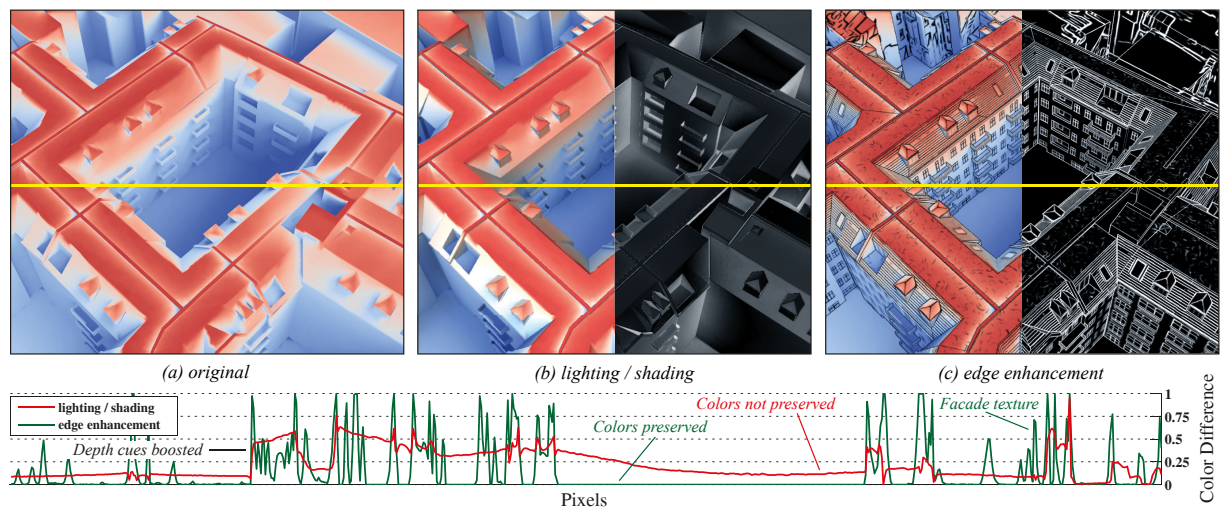 (a) original
(b) lighting / shading
(c) edge enhancement
lighting / shading
edge enhancement
Depth cues boosted
Colors preserved
Colors not preserved
Facade texture
1
0.75
0.5
0.25
0
Color Difference
Pixels